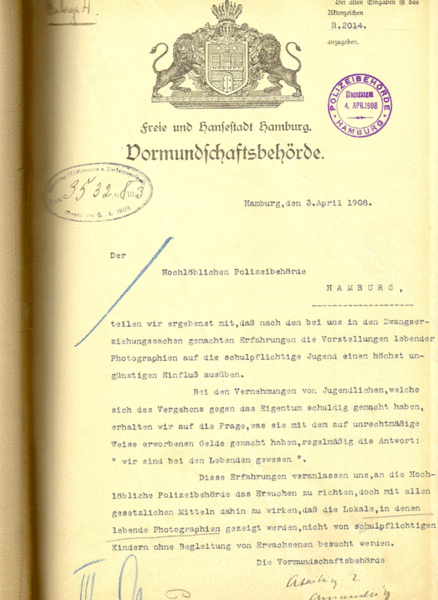 Bei allen Eingaben ist das
Aktenzeichen
R.2014.
anzugeben.
POLIZEIBEHÖRDE
4. APR. 1908
HAMBURG
Freie und Hansestadt Hamburg.
Vormundschaftsbehörde.
3532
6. 4. 1908
Hamburg, den 3.April 1908.
Der
Hochlöblichen Polizeibehörde
HAMBURG,
teilen wir ergebenst mit,daß nach den bei uns in den Zwangser-
ziehungssachen gemachten Erfahrungen die Vorstellungen lebender
Photographien auf die schulpflichtige Jugend einen höchst un-
günstigen Einfluß ausüben.
Bei den Vernehmungen von Jugendlichen,welche
sich des Vergehens gegen das Eigentum schuldig gemacht haben,
erhalten wir auf die Frage,was sie mit dem auf unrechtmäßige
Weise erworbenen Gelde gemacht haben,regelmäßig die Antwort:
" wir sind bei den Lebenden gewesen ".
Diese Erfahrungen veranlassen uns,an die Hoch-
löbliche Polizeibehörde das Ersuchen zu richten,doch mit allen
gesetzlichen Mitteln dahin zu wirken,daß die Lokale,in denen
lebende Photographien gezeigt werden,nicht von schulpflichtigen
Kindern ohne Begleitung von Erwachsenen besucht werden.
Die Vormundschaftsbehörde